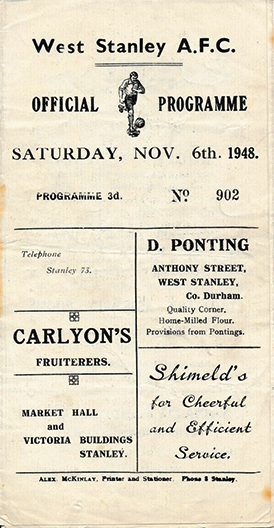 West Stanley A.F.C.
OFFICIAL PROGRAMME
SATURDAY, NOV. 6th. 1948.
PROGRAMME 3d. No 902
Telephone
Stanley 73.
CARLYON'S
FRUITERERS.
MARKET HALL
and
VICTORIA BUILDINGS
STANLEY.
D. PONTING
ANTHONY STREET,
WEST STANLEY,
Co. Durham.
Quality Corner.
Home-Milled Flour.
Provisions from Pontings.
Shimeld's
for Cheerful
and Efficient
Service.
ALEX. McKINLAY, Printer and Stationer. Phone 8 Stanley.